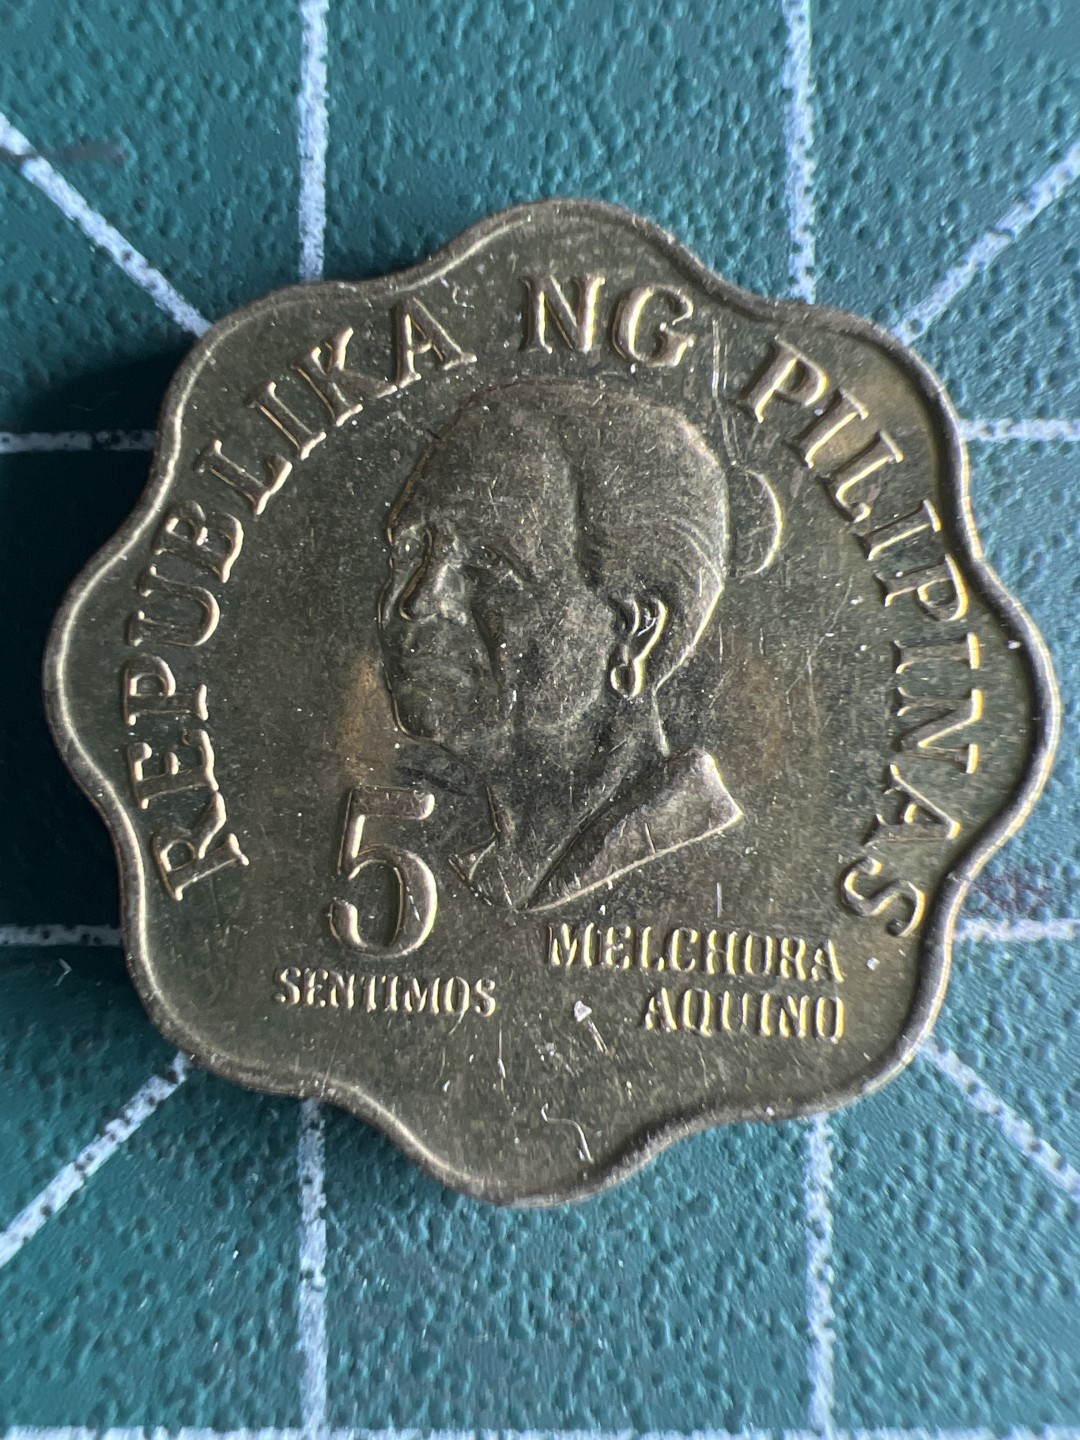 REPUBLIKA NG PILIPINAS
5
SENTIMOS
MELCHORA
AQUINO